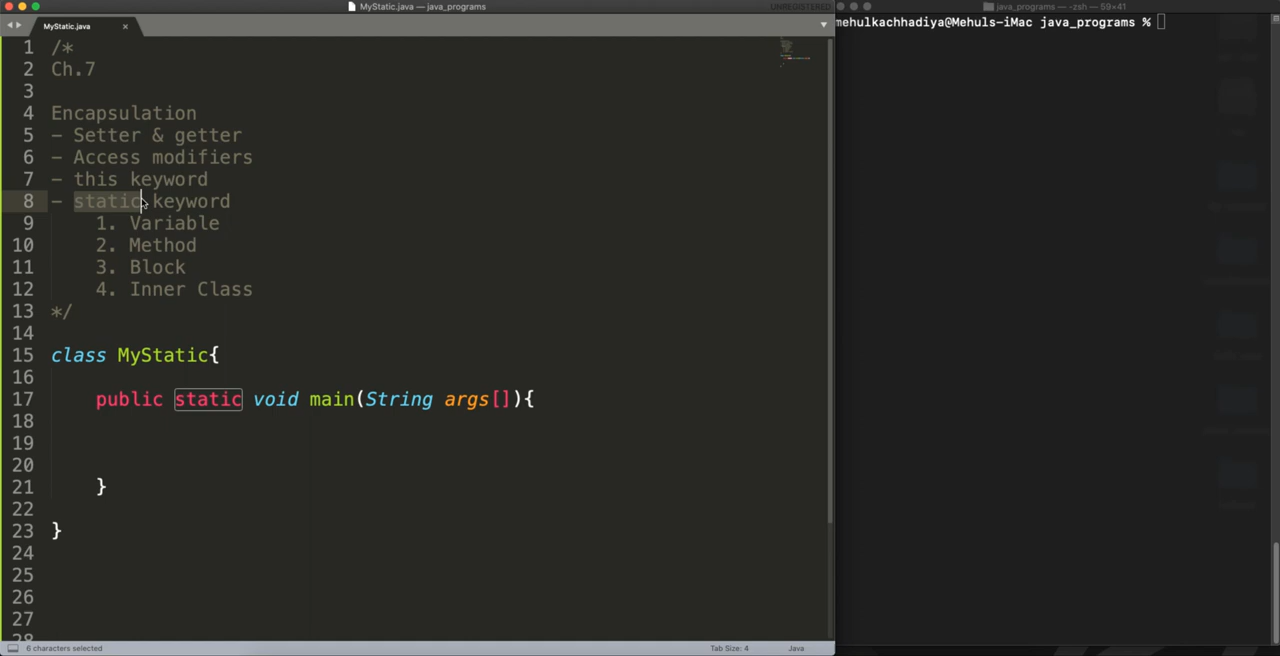 MyStatic.java — java_programs
UNREGISTERED
java_programs — -zsh — 59×41
MyStatic.java
mehulkachhadiya@Mehuls-iMac java_programs %
1 /*
2 Ch.7
3
4 Encapsulation
5 - Setter & getter
6 - Access modifiers
7 - this keyword
8 - static keyword
9 1. Variable
10 2. Method
11 3. Block
12 4. Inner Class
13 */
14
15 class MyStatic{
16
17 public static void main(String args[]){
18
19
20
21 }
22
23 }
24
25
26
27
28
6 characters selected
Tab Size: 4
Java